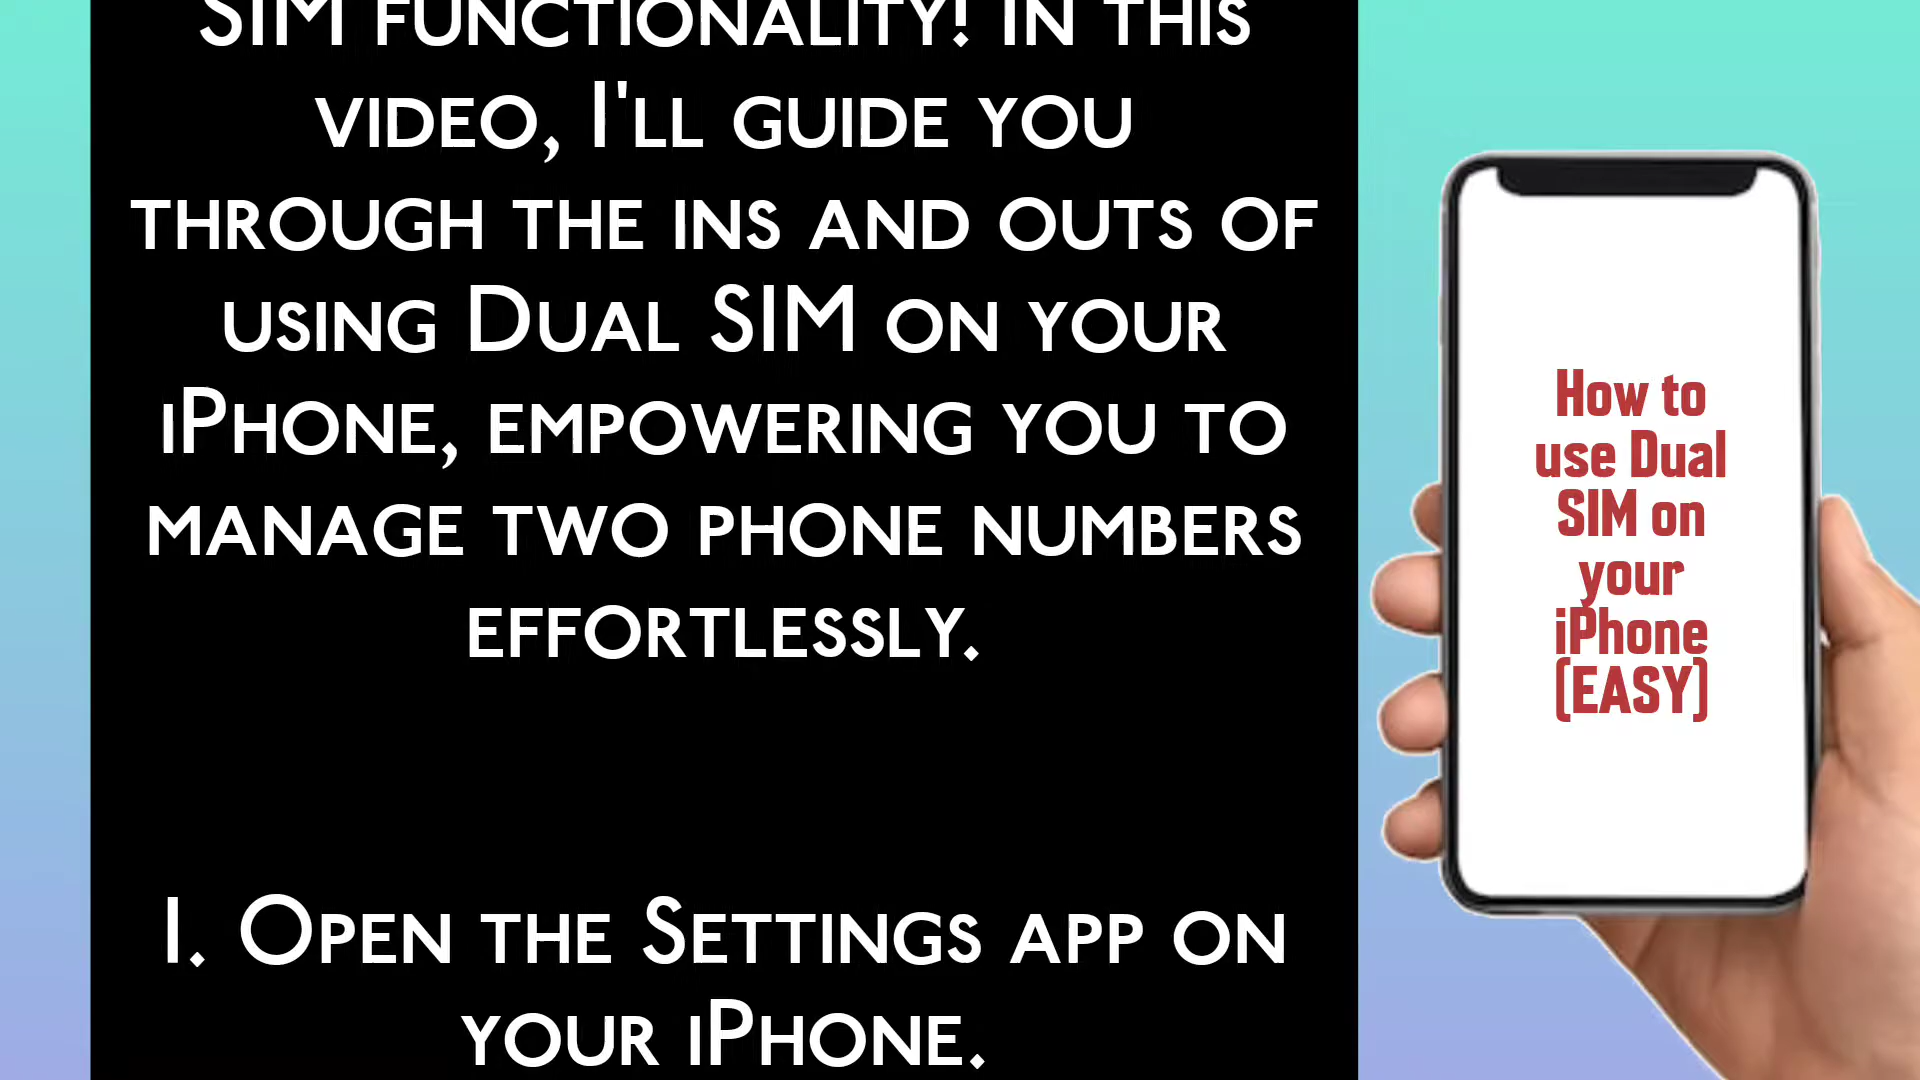 SIM functionality! In this
video, I'll guide you
through the ins and outs of
using Dual SIM on your
iPhone, empowering you to
manage two phone numbers
effortlessly.
1. Open the Settings app on
your iPhone.
How to
use Dual
SIM on
your
iPhone
(EASY)